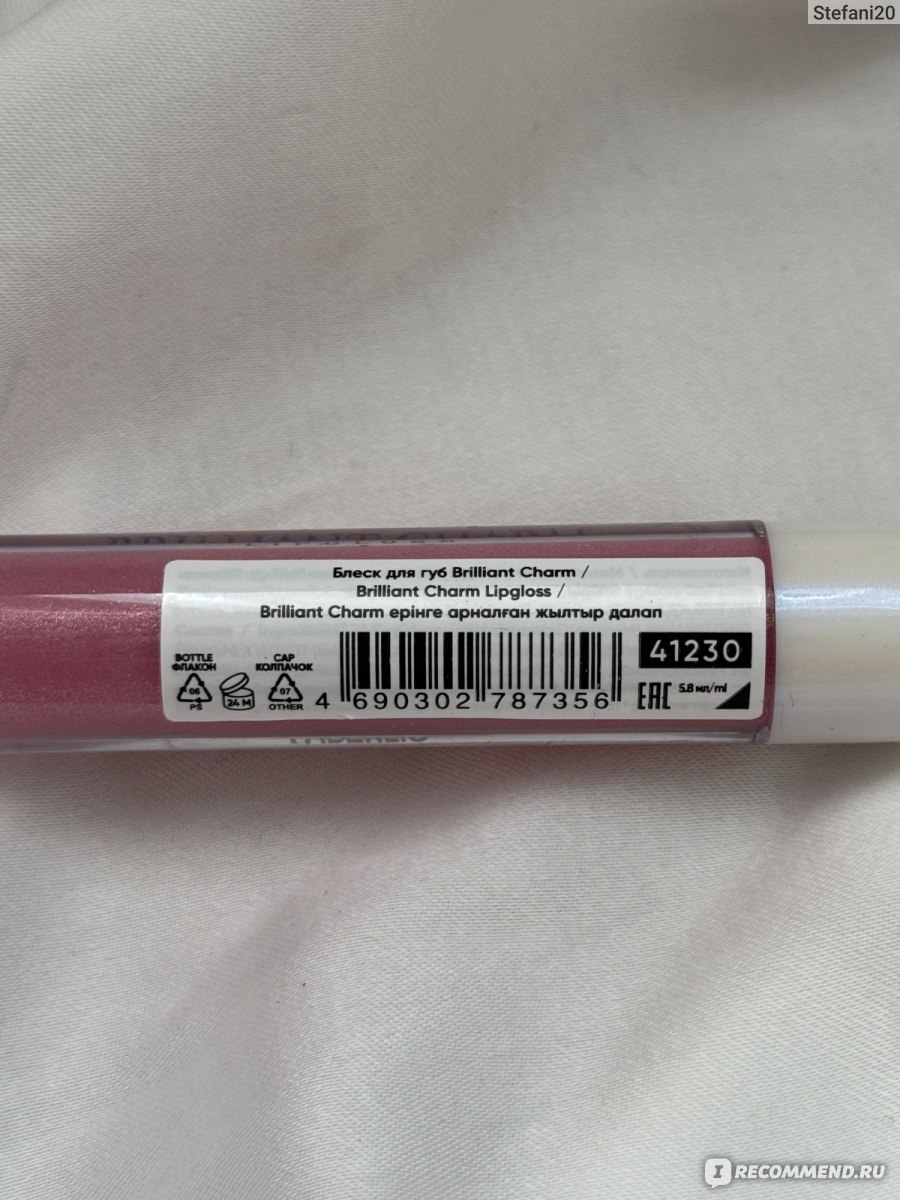 Stefani20
Блеск для губ Brilliant Charm /
Brilliant Charm Lipgloss /
Brilliant Charm ерінге арналған жылтыр далап
BOTTLE
ФЛАКОН
06
PS
24 M
CAP
КОЛПАЧОК
07
OTHER
4 690302 787356
41230
EAC 5.8 мл/ml
IRECOMMEND.RU